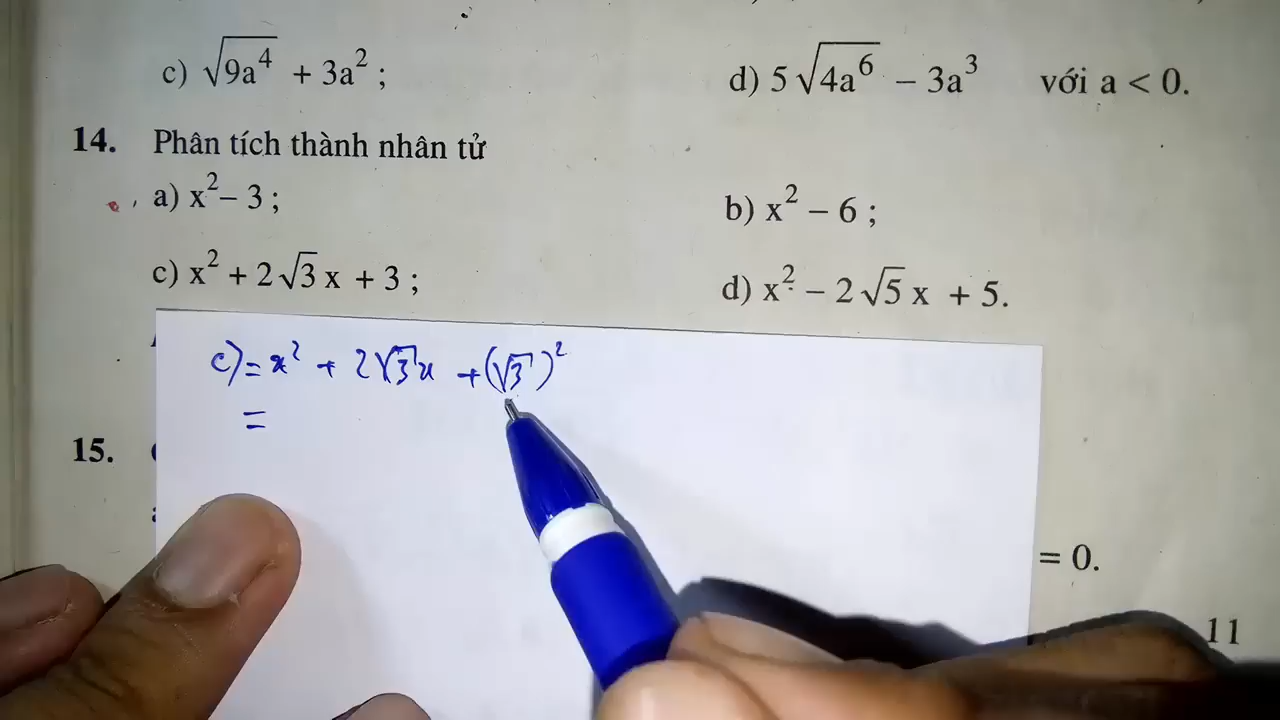 c) √9a⁴ + 3a² ; d) 5√4a⁶ − 3a³ với a < 0.
14. Phân tích thành nhân tử
a) x² − 3 ; b) x² − 6 ;
c) x² + 2√3 x + 3 ; d) x² − 2√5 x + 5.
c) = x² + 2√3 x + (√3)²
=
15.
= 0.
11